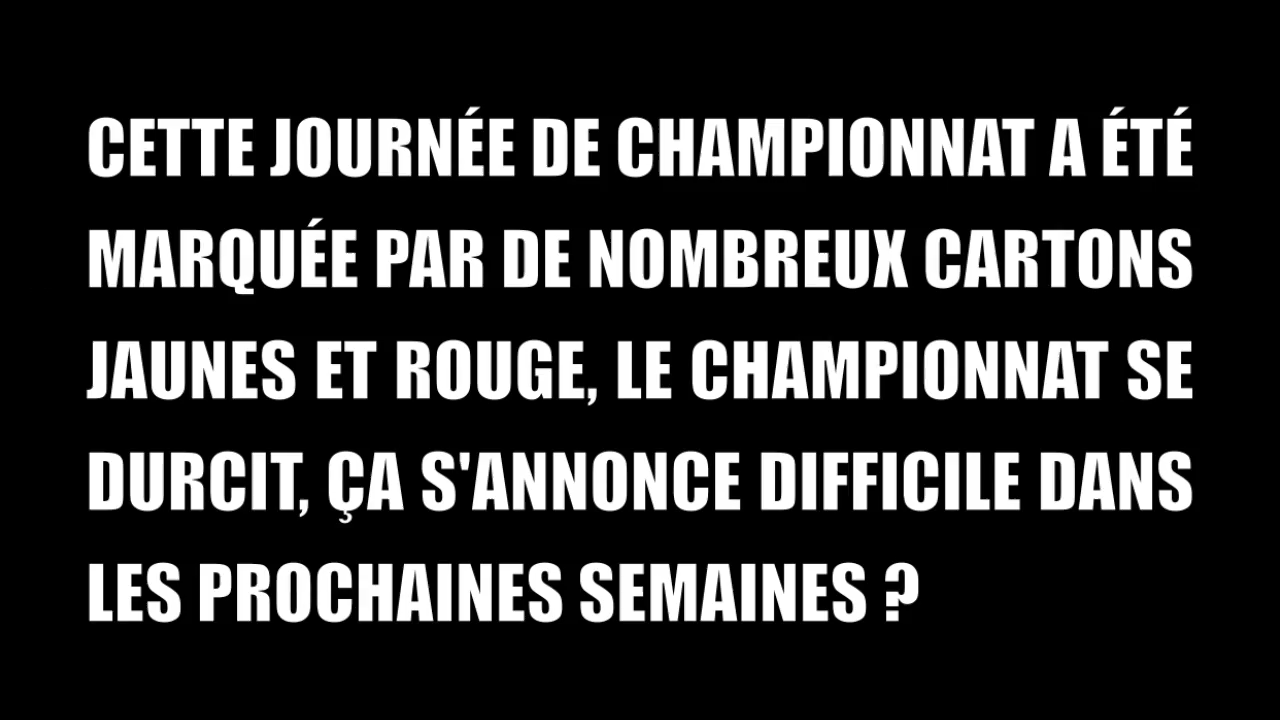 CETTE JOURNÉE DE CHAMPIONNAT A ÉTÉ
MARQUÉE PAR DE NOMBREUX CARTONS
JAUNES ET ROUGE, LE CHAMPIONNAT SE
DURCIT, ÇA S'ANNONCE DIFFICILE DANS
LES PROCHAINES SEMAINES ?